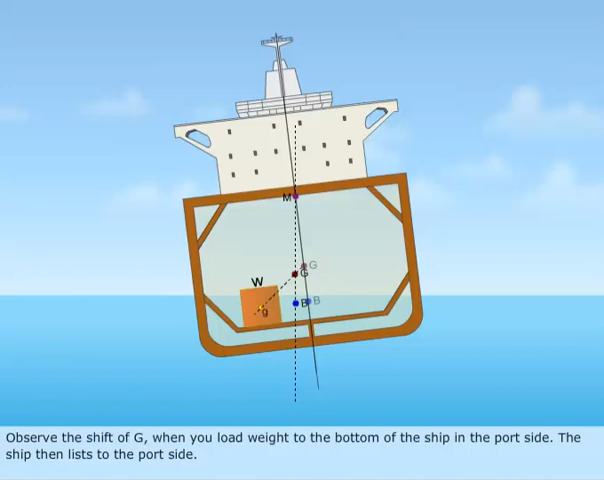 M
G
G
W
B B
g
Observe the shift of G, when you load weight to the bottom of the ship in the port side. The
ship then lists to the port side.